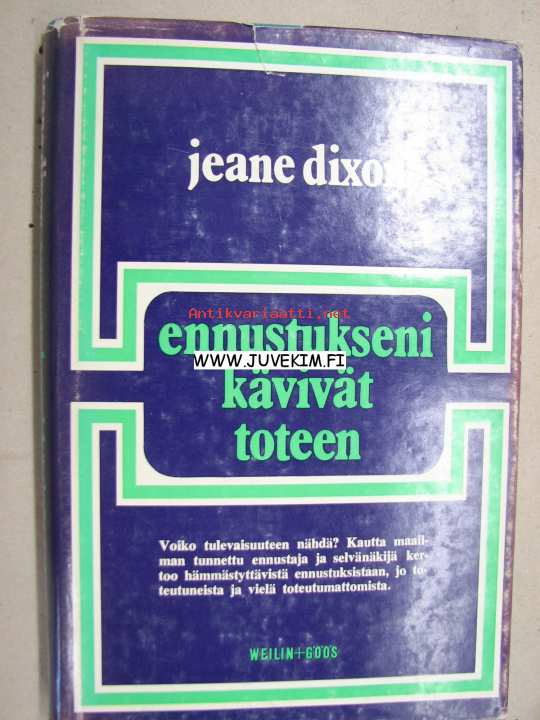 jeane dixon
Antikvariaatti.net
ennustukseni
WWW.JUVEKIM.FI
kävivät
toteen
Voiko tulevaisuuteen nähdä? Kautta maail-
man tunnettu ennustaja ja selvänäkijä ker-
too hämmästyttävistä ennustuksistaan, jo to-
teutuneista ja vielä toteutumattomista.
WEILIN+GÖÖS